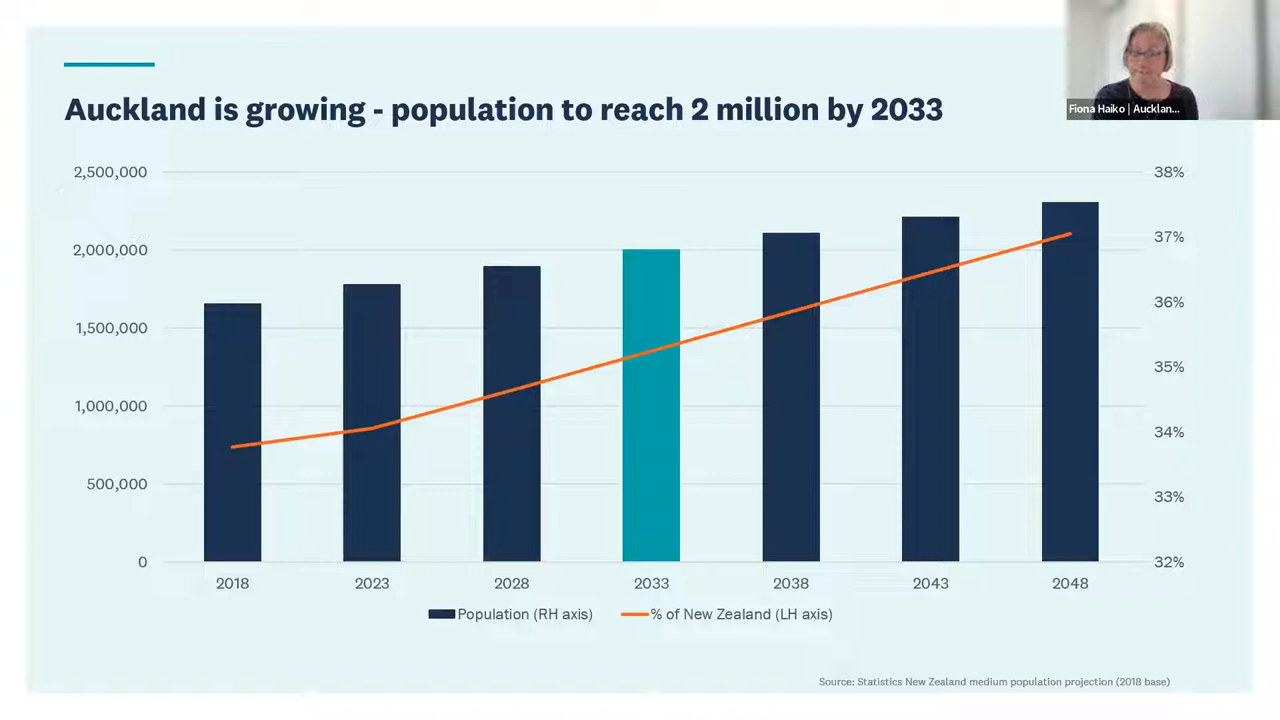 Fiona Haiko | Aucklan...
Auckland is growing - population to reach 2 million by 2033
2,500,000
2,000,000
1,500,000
1,000,000
500,000
0
38%
37%
36%
35%
34%
33%
32%
2018 2023 2028 2033 2038 2043 2048
Population (RH axis) % of New Zealand (LH axis)
Source: Statistics New Zealand medium population projection (2018 base)